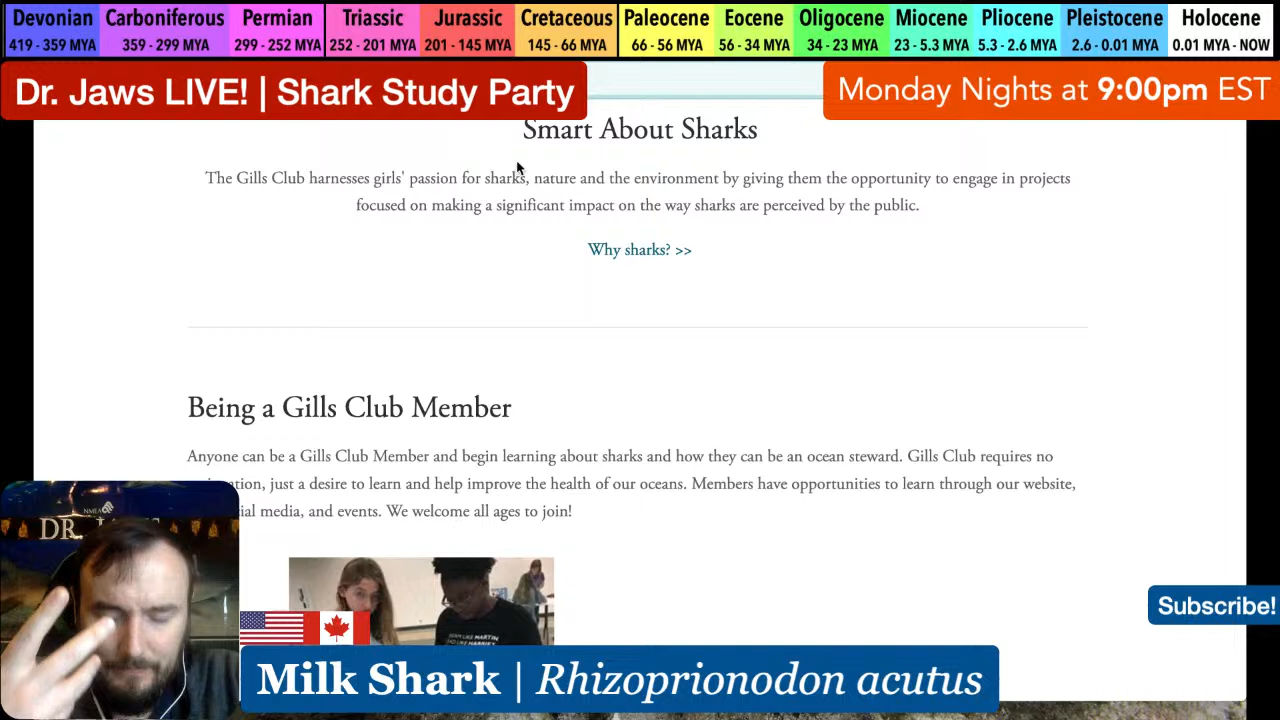 Devonian Carboniferous Permian Triassic Jurassic Cretaceous Paleocene Eocene Oligocene Miocene Pliocene Pleistocene Holocene
419 - 359 MYA 359 - 299 MYA 299 - 252 MYA 252 - 201 MYA 201 - 145 MYA 145 - 66 MYA 66 - 56 MYA 56 - 34 MYA 34 - 23 MYA 23 - 5.3 MYA 5.3 - 2.6 MYA 2.6 - 0.01 MYA 0.01 MYA - NOW
Dr. Jaws LIVE! | Shark Study Party
Monday Nights at 9:00pm EST
Smart About Sharks
The Gills Club harnesses girls' passion for sharks, nature and the environment by giving them the opportunity to engage in projects
focused on making a significant impact on the way sharks are perceived by the public.
Why sharks? >>
Being a Gills Club Member
Anyone can be a Gills Club Member and begin learning about sharks and how they can be an ocean steward. Gills Club requires no
just a desire to learn and help improve the health of our oceans. Members have opportunities to learn through our website,
media, and events. We welcome all ages to join!
NMEA
DR. JAWS
Subscribe!
Milk Shark | Rhizoprionodon acutus